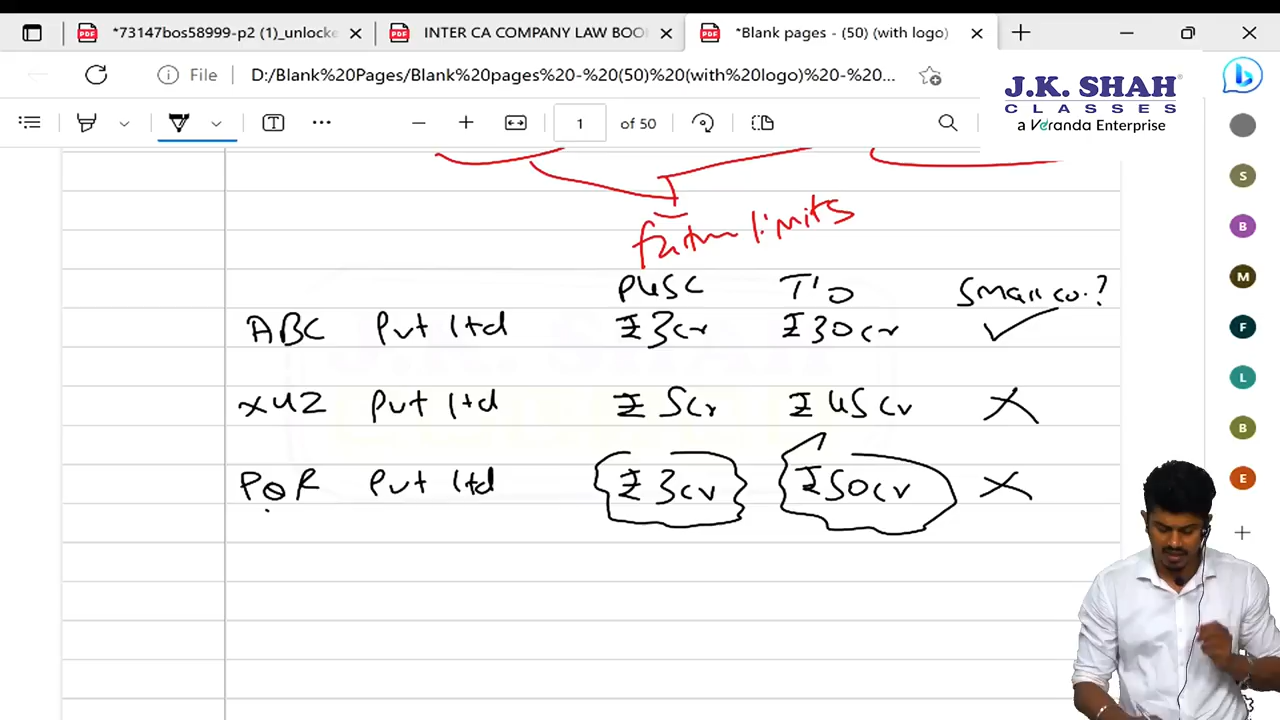 *73147bos58999-p2 (1)_unlocke
INTER CA COMPANY LAW BOO
*Blank pages - (50) (with logo)
File
D:/Blank%20Pages/Blank%20pages%20-%20(50)%20(with%20logo)%20-%20...
J.K. SHAH
CLASSES
a Veranda Enterprise
1 of 50
S
B
M
F
L
B
E
limits
PUSC T/O Small co.?
ABC Pvt ltd ₹3cr ₹30cr ✓
XYZ Pvt ltd ₹5cr ₹45cr X
PQR Pvt ltd ₹3cr ₹50cr X